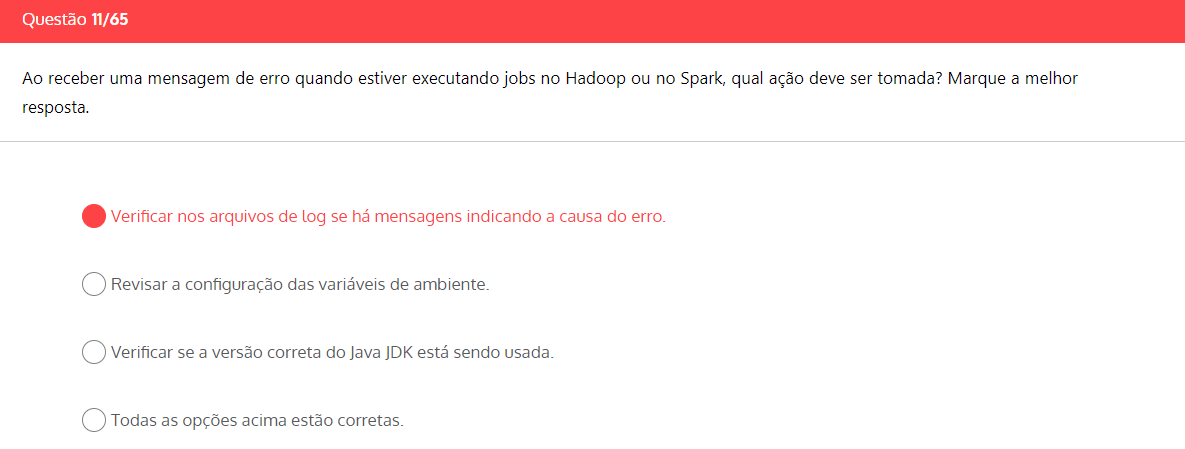 Questão 11/65
Ao receber uma mensagem de erro quando estiver executando jobs no Hadoop ou no Spark, qual ação deve ser tomada? Marque a melhor
resposta.
Verificar nos arquivos de log se há mensagens indicando a causa do erro.
Revisar a configuração das variáveis de ambiente.
Verificar se a versão correta do Java JDK está sendo usada.
Todas as opções acima estão corretas.